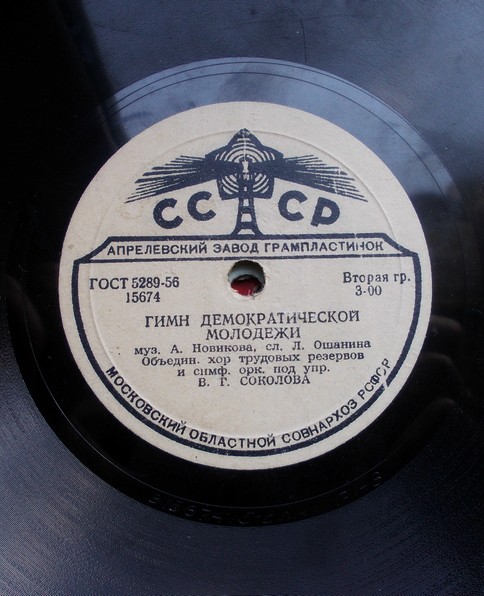 СССР
АПРЕЛЕВСКИЙ ЗАВОД ГРАМПЛАСТИНОК
ГОСТ 5289-56
15674
Вторая гр.
3-00
ГИМН ДЕМОКРАТИЧЕСКОЙ
МОЛОДЕЖИ
муз. А. Новикова, сл. Л. Ошанина
Объедин. хор трудовых резервов
и симф. орк. под упр.
В. Г. СОКОЛОВА
МОСКОВСКИЙ ОБЛАСТНОЙ СОВНАРХОЗ РСФСР